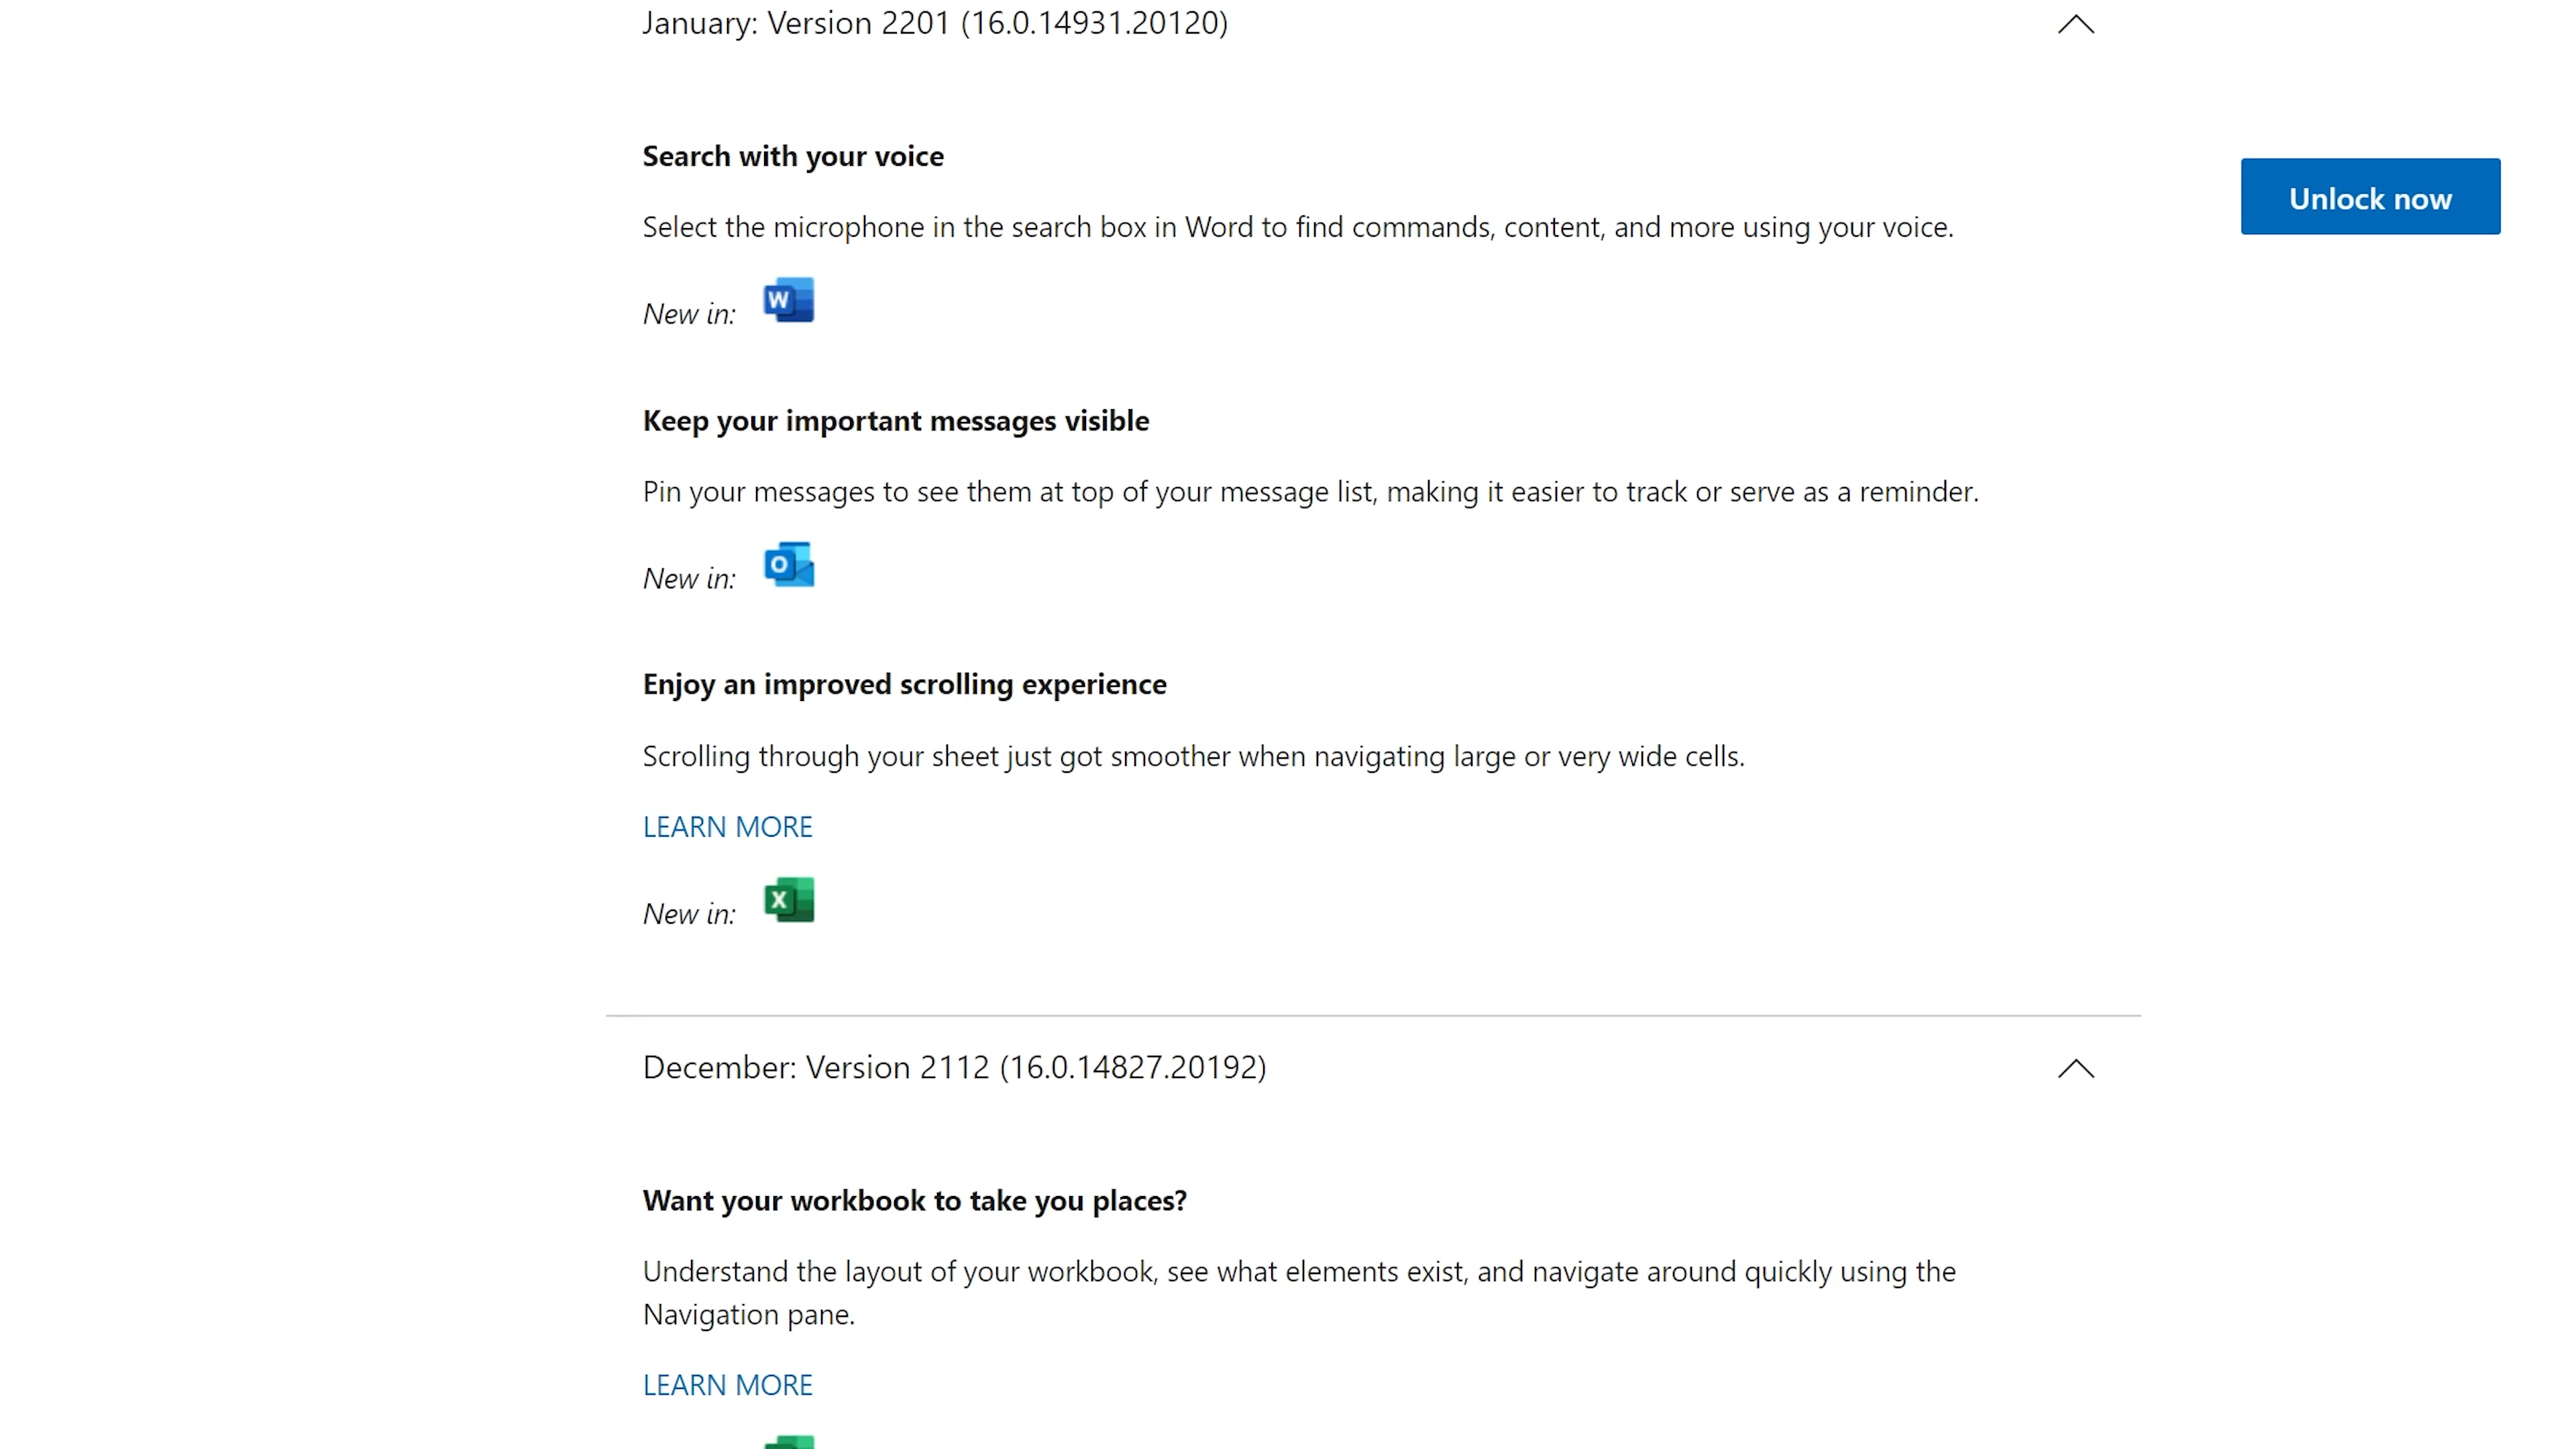 January: Version 2201 (16.0.14931.20120)
Search with your voice
Unlock now
Select the microphone in the search box in Word to find commands, content, and more using your voice.
New in:
W
Keep your important messages visible
Pin your messages to see them at top of your message list, making it easier to track or serve as a reminder.
New in:
O
Enjoy an improved scrolling experience
Scrolling through your sheet just got smoother when navigating large or very wide cells.
LEARN MORE
New in:
X
December: Version 2112 (16.0.14827.20192)
Want your workbook to take you places?
Understand the layout of your workbook, see what elements exist, and navigate around quickly using the
Navigation pane.
LEARN MORE